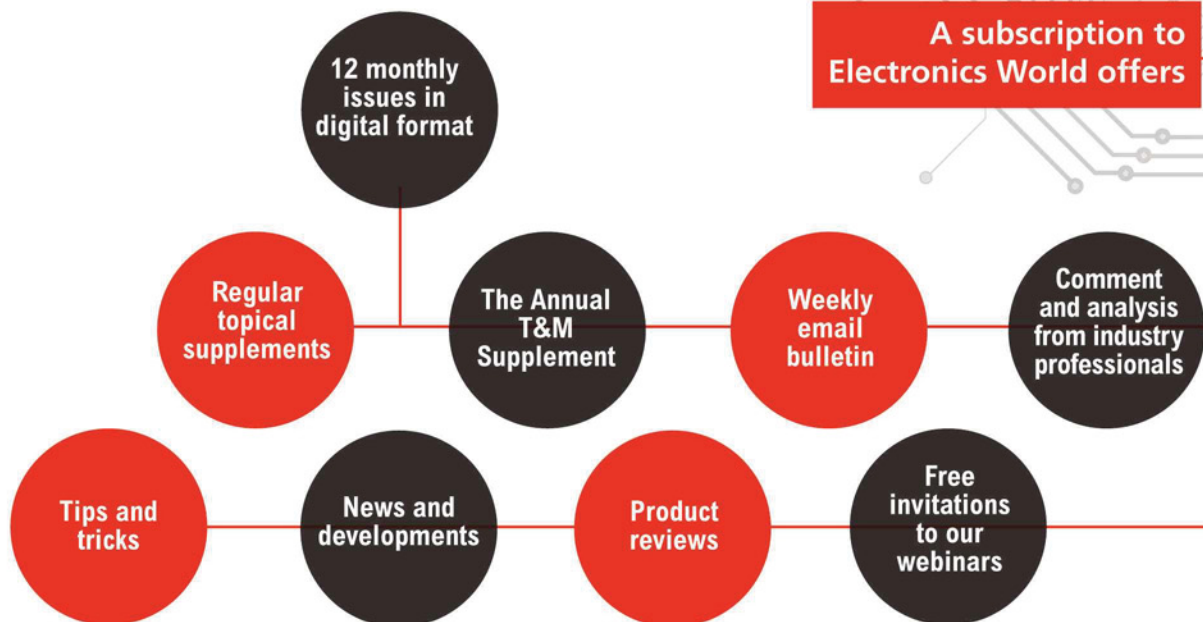 A subscription to
Electronics World offers
12 monthly
issues in
digital format
Regular
topical
supplements
The Annual
T&M
Supplement
Weekly
email
bulletin
Comment
and analysis
from industry
professionals
Tips and
tricks
News and
developments
Product
reviews
Free
invitations
to our
webinars